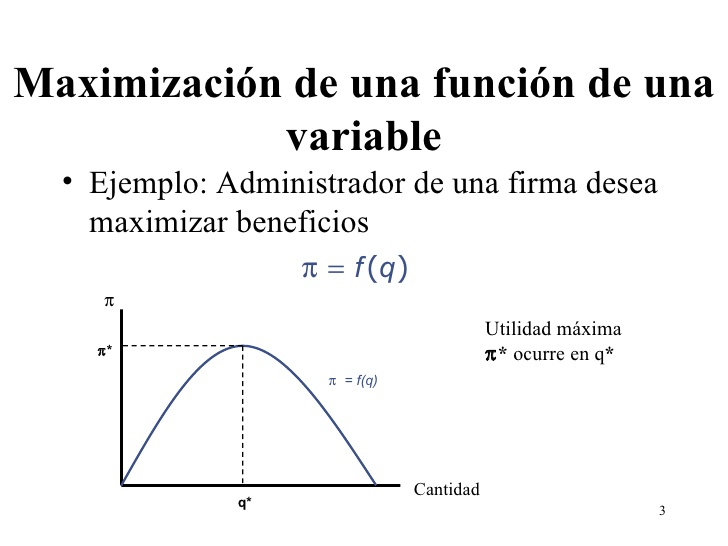 Maximización de una función de una
variable
• Ejemplo: Administrador de una firma desea
maximizar beneficios
π = f(q)
π
Utilidad máxima
π* ocurre en q*
π*
π = f(q)
Cantidad
q*
3